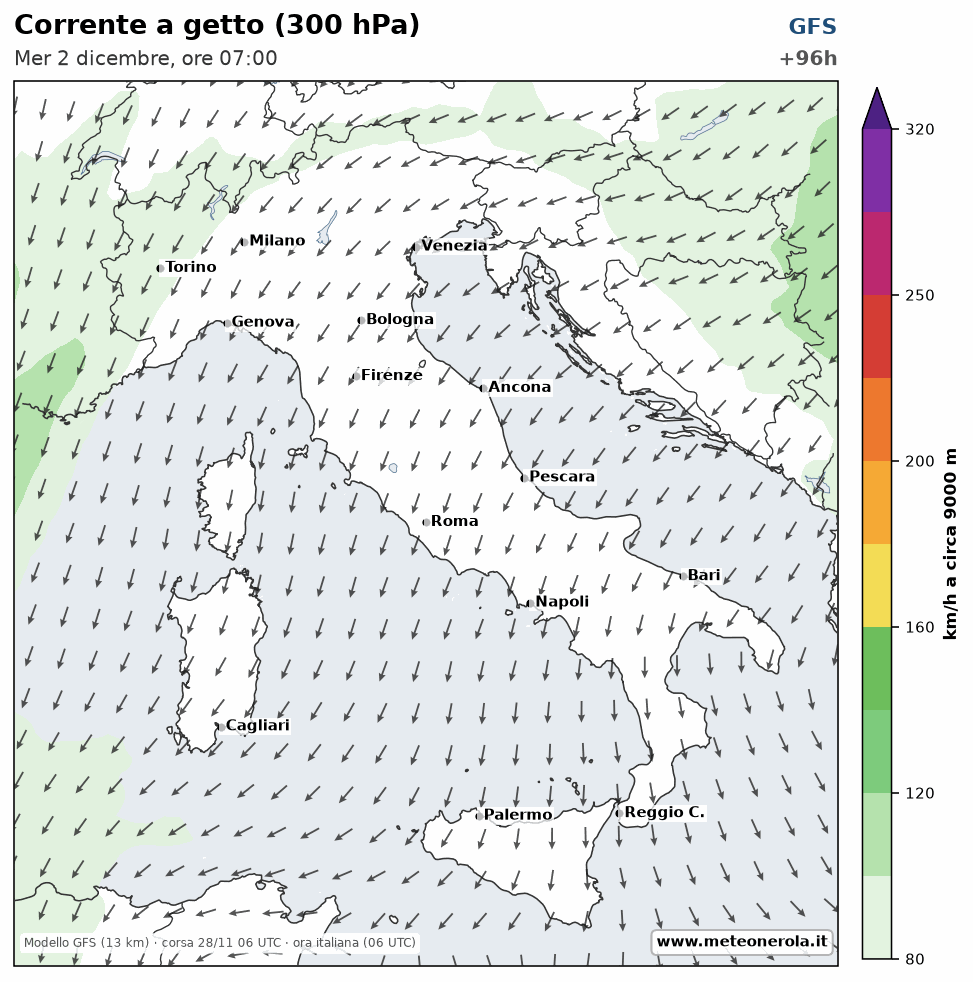 Corrente a getto (300 hPa)
GFS
Mer 2 dicembre, ore 07:00
+96h
Milano
Venezia
Torino
Genova
Bologna
Firenze
Ancona
Pescara
Roma
Bari
Napoli
Cagliari
Palermo
Reggio C.
320
250
200
160
120
80
km/h a circa 9000 m
Modello GFS (13 km) · corsa 28/11 06 UTC · ora italiana (06 UTC)
www.meteonerola.it